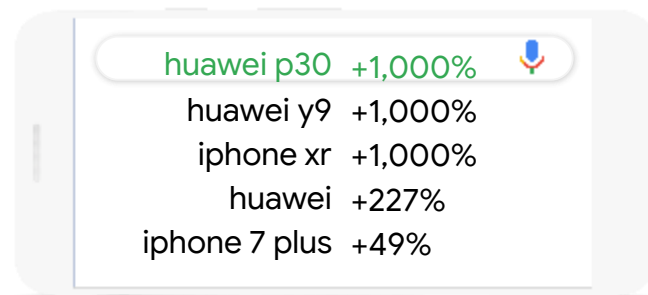 huawei p30 +1,000%
huawei y9 +1,000%
iphone xr +1,000%
huawei +227%
iphone 7 plus +49%